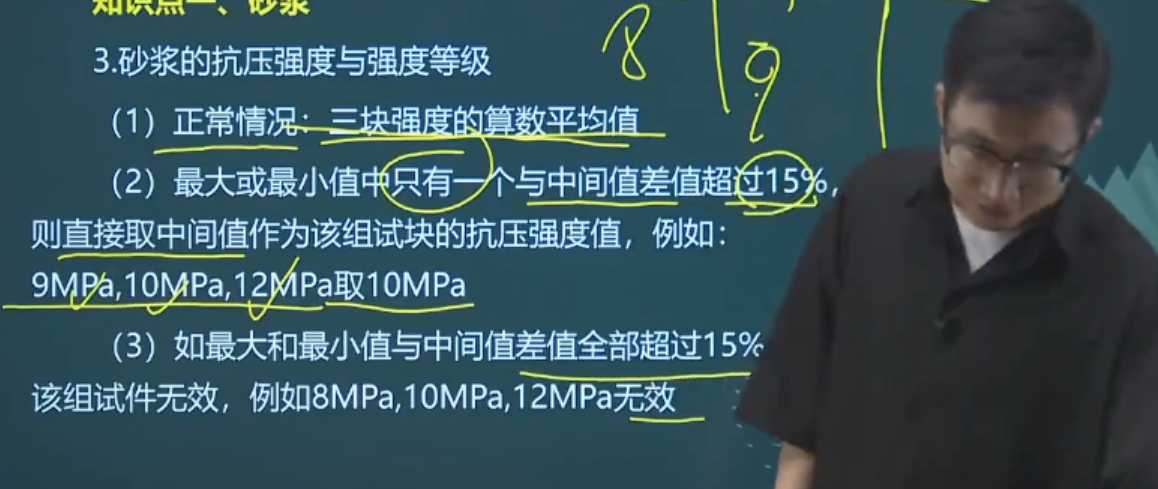 知识点一、砂浆
8
9
3.砂浆的抗压强度与强度等级
（1）正常情况：三块强度的算数平均值
（2）最大或最小值中只有一个与中间值差值超过15%，
则直接取中间值作为该组试块的抗压强度值，例如：
9MPa,10MPa,12MPa取10MPa
（3）如最大和最小值与中间值差值全部超过15%
该组试件无效，例如8MPa,10MPa,12MPa无效